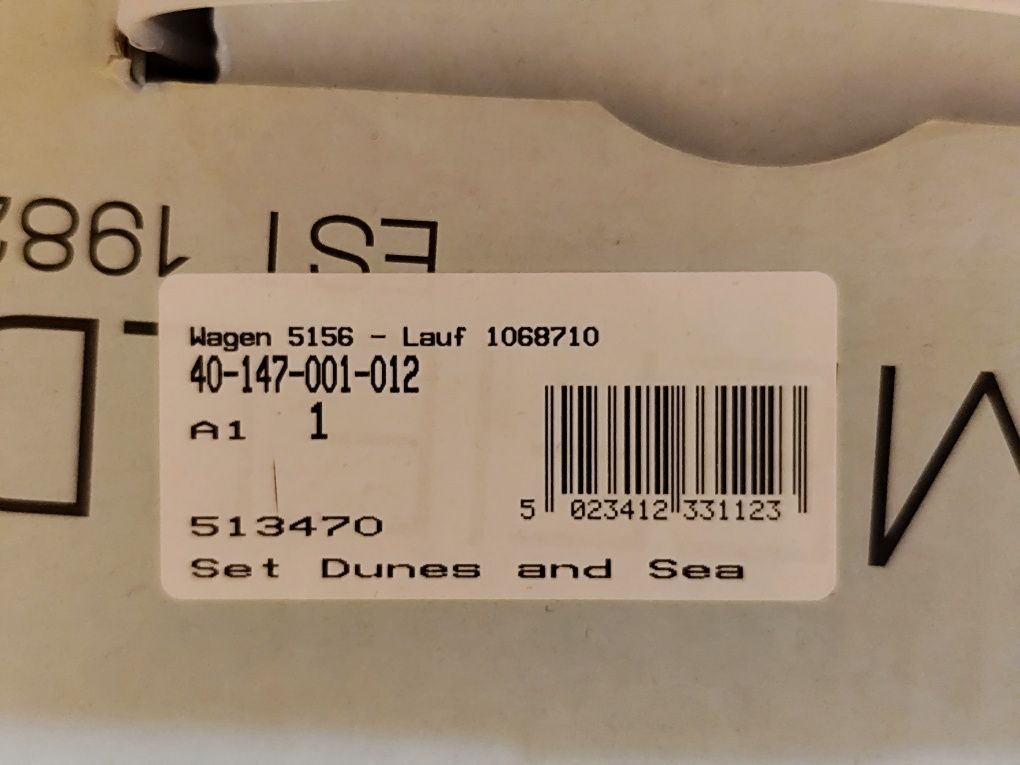 EST 198
Wagen 5156 - Lauf 1068710
40-147-001-012
A1 1
5 023412 331123
513470
Set Dunes and Sea